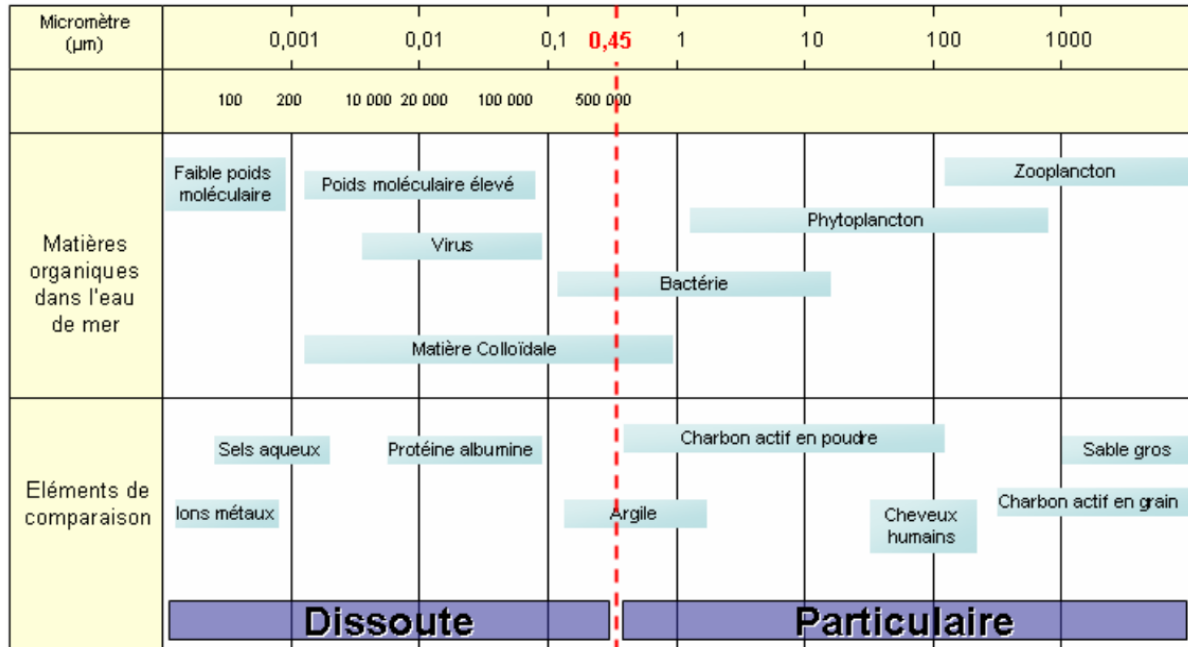 Micromètre
(µm)
0,001 0,01 0,1 0,45 1 10 100 1000
100 200 10 000 20 000 100 000 500 000
Matières
organiques
dans l'eau
de mer
Faible poids
moléculaire
Poids moléculaire élevé
Zooplancton
Phytoplancton
Virus
Bactérie
Matière Colloïdale
Eléments de
comparaison
Sels aqueux
Protéine albumine
Charbon actif en poudre
Sable gros
Ions métaux
Argile
Cheveux
humains
Charbon actif en grain
Dissoute
Particulaire